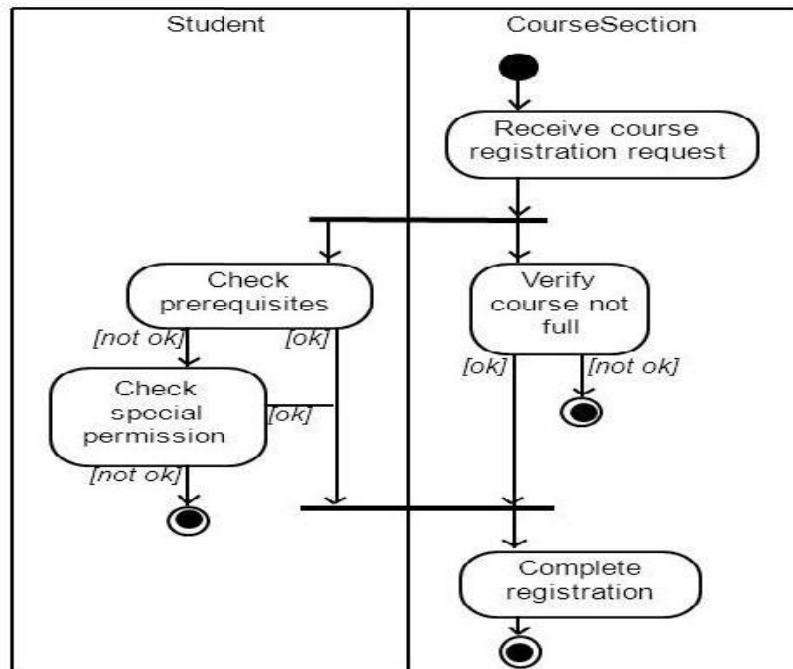 Student
CourseSection
Receive course
registration request
Check
prerequisites
Verify
course not
full
[not ok]
[ok]
[ok]
[not ok]
Check
special
permission
[ok]
[not ok]
Complete
registration